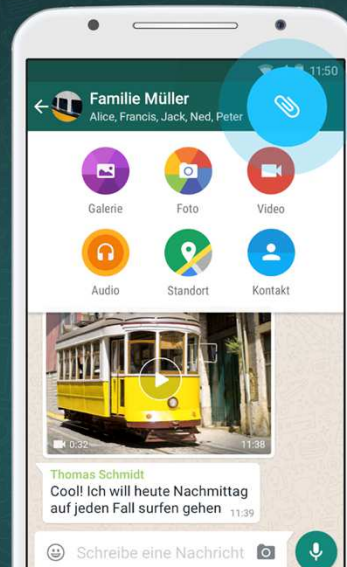 11:50
Familie Müller
Alice, Francis, Jack, Ned, Peter
Galerie Foto Video
Audio Standort Kontakt
0:32 11:38
Thomas Schmidt
Cool! Ich will heute Nachmittag
auf jeden Fall surfen gehen 11:39
Schreibe eine Nachricht